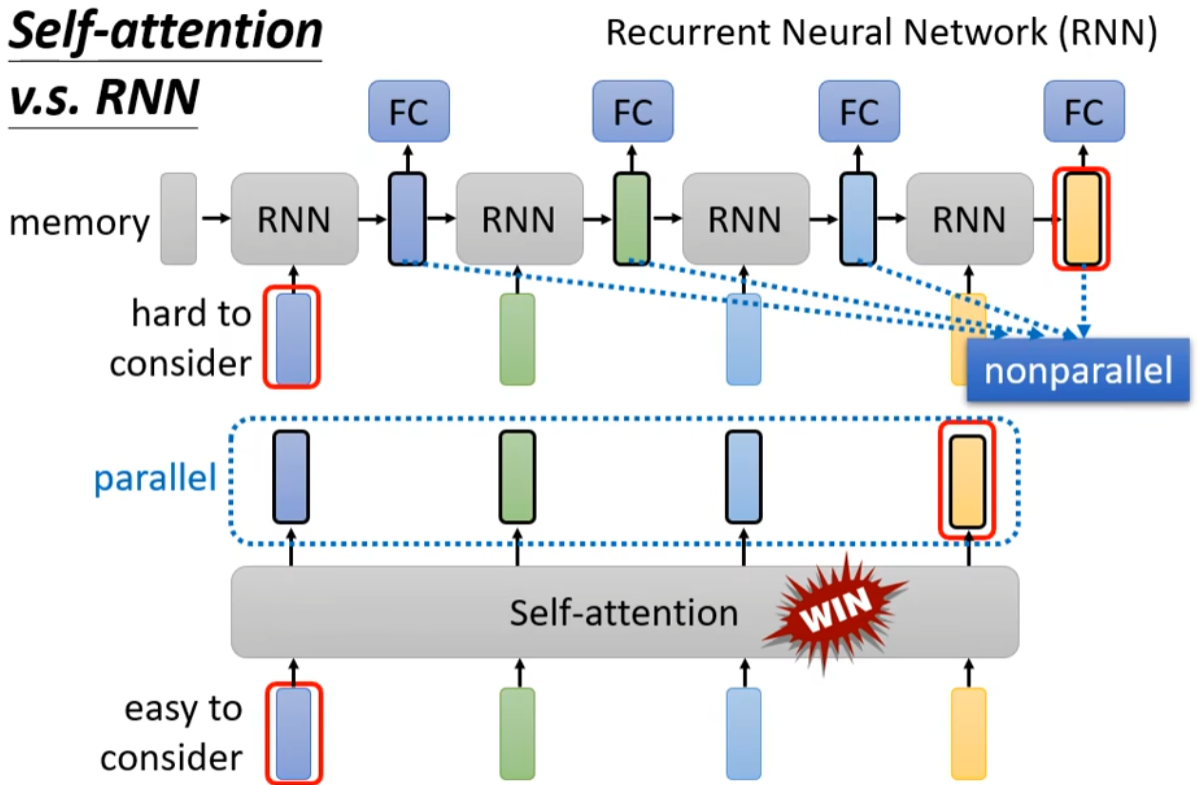 Self-attention
v.s. RNN
Recurrent Neural Network (RNN)
FC
FC
FC
FC
memory
RNN
RNN
RNN
RNN
hard to
consider
nonparallel
parallel
Self-attention
WIN
easy to
consider